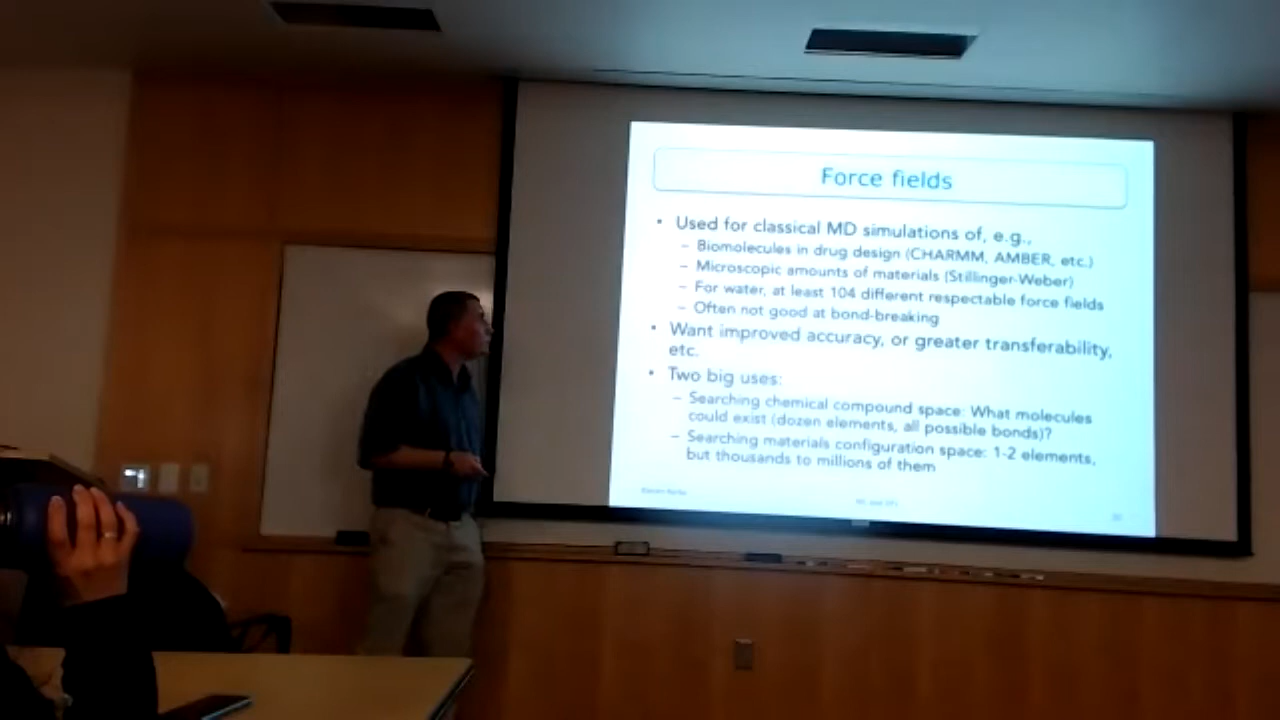 Force fields
• Used for classical MD simulations of, e.g.,
– Biomolecules in drug design (CHARMM, AMBER, etc.)
– Microscopic amounts of materials (Stillinger-Weber)
– For water, at least 104 different respectable force fields
– Often not good at bond-breaking
• Want improved accuracy, or greater transferability,
etc.
• Two big uses:
– Searching chemical compound space: What molecules
could exist (dozen elements, all possible bonds)?
– Searching materials configuration space: 1-2 elements,
but thousands to millions of them